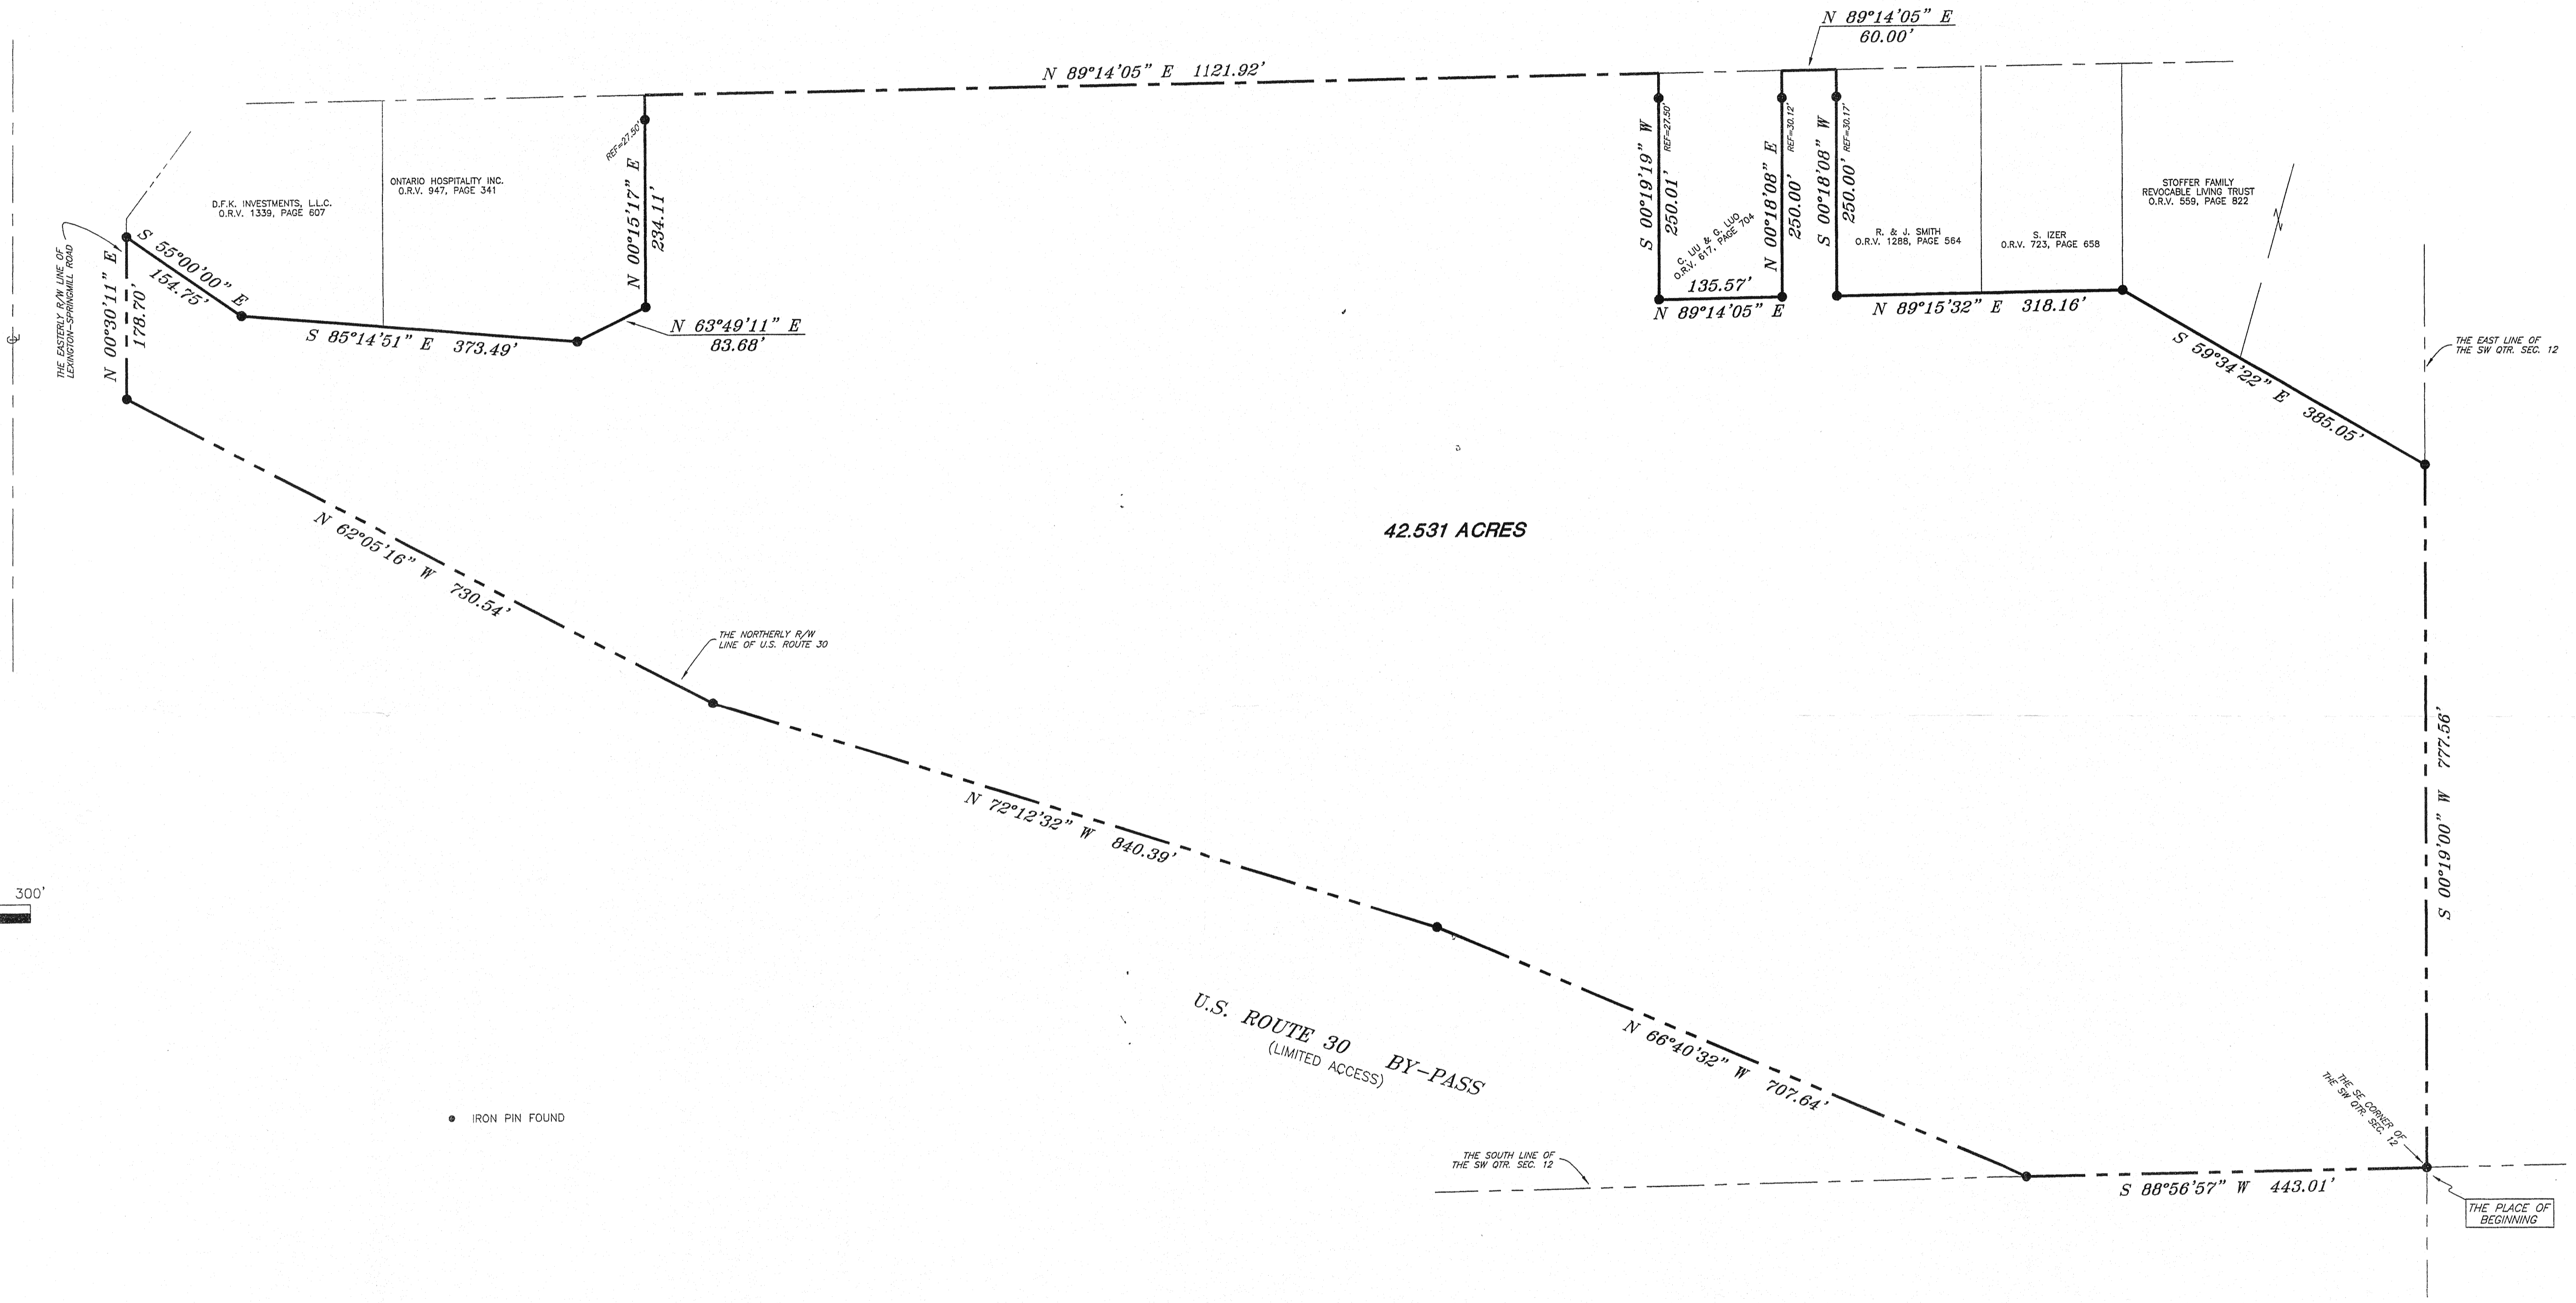 N 89°14'05" E
60.00'
N 89°14'05" E 1121.92'
REF=27.50'
N 00°15'17" E
234.11'
ONTARIO HOSPITALITY INC.
O.R.V. 947, PAGE 341
D.F.K. INVESTMENTS, L.L.C.
O.R.V. 1339, PAGE 607
THE EASTERLY R/W LINE OF
LEXINGTON-SPRINGMILL ROAD
N 00°30'11" E
178.70'
S 55°00'00" E
154.75'
S 85°14'51" E 373.49'
N 63°49'11" E
83.68'
S 00°19'19" W
250.01'
REF=27.50'
C. LIU & G. LUO
O.R.V. 617, PAGE 704
135.57'
N 89°14'05" E
N 00°18'08" E
250.00'
REF=30.12'
S 00°18'08" W
250.00'
REF=30.17'
R. & J. SMITH
O.R.V. 1288, PAGE 564
S. IZER
O.R.V. 723, PAGE 658
STOFFER FAMILY
REVOCABLE LIVING TRUST
O.R.V. 559, PAGE 822
N 89°15'32" E 318.16'
S 59°34'22" E 385.05'
THE EAST LINE OF
THE SW QTR. SEC. 12
42.531 ACRES
N 62°05'16" W 730.54'
THE NORTHERLY R/W
LINE OF U.S. ROUTE 30
N 72°12'32" W 840.39'
S 00°19'00" W 777.56'
300'
U.S. ROUTE 30 BY-PASS
(LIMITED ACCESS)
N 66°40'32" W 707.64'
IRON PIN FOUND
THE SE CORNER OF
THE SW QTR. SEC. 12
THE SOUTH LINE OF
THE SW QTR. SEC. 12
S 88°56'57" W 443.01'
THE PLACE OF
BEGINNING